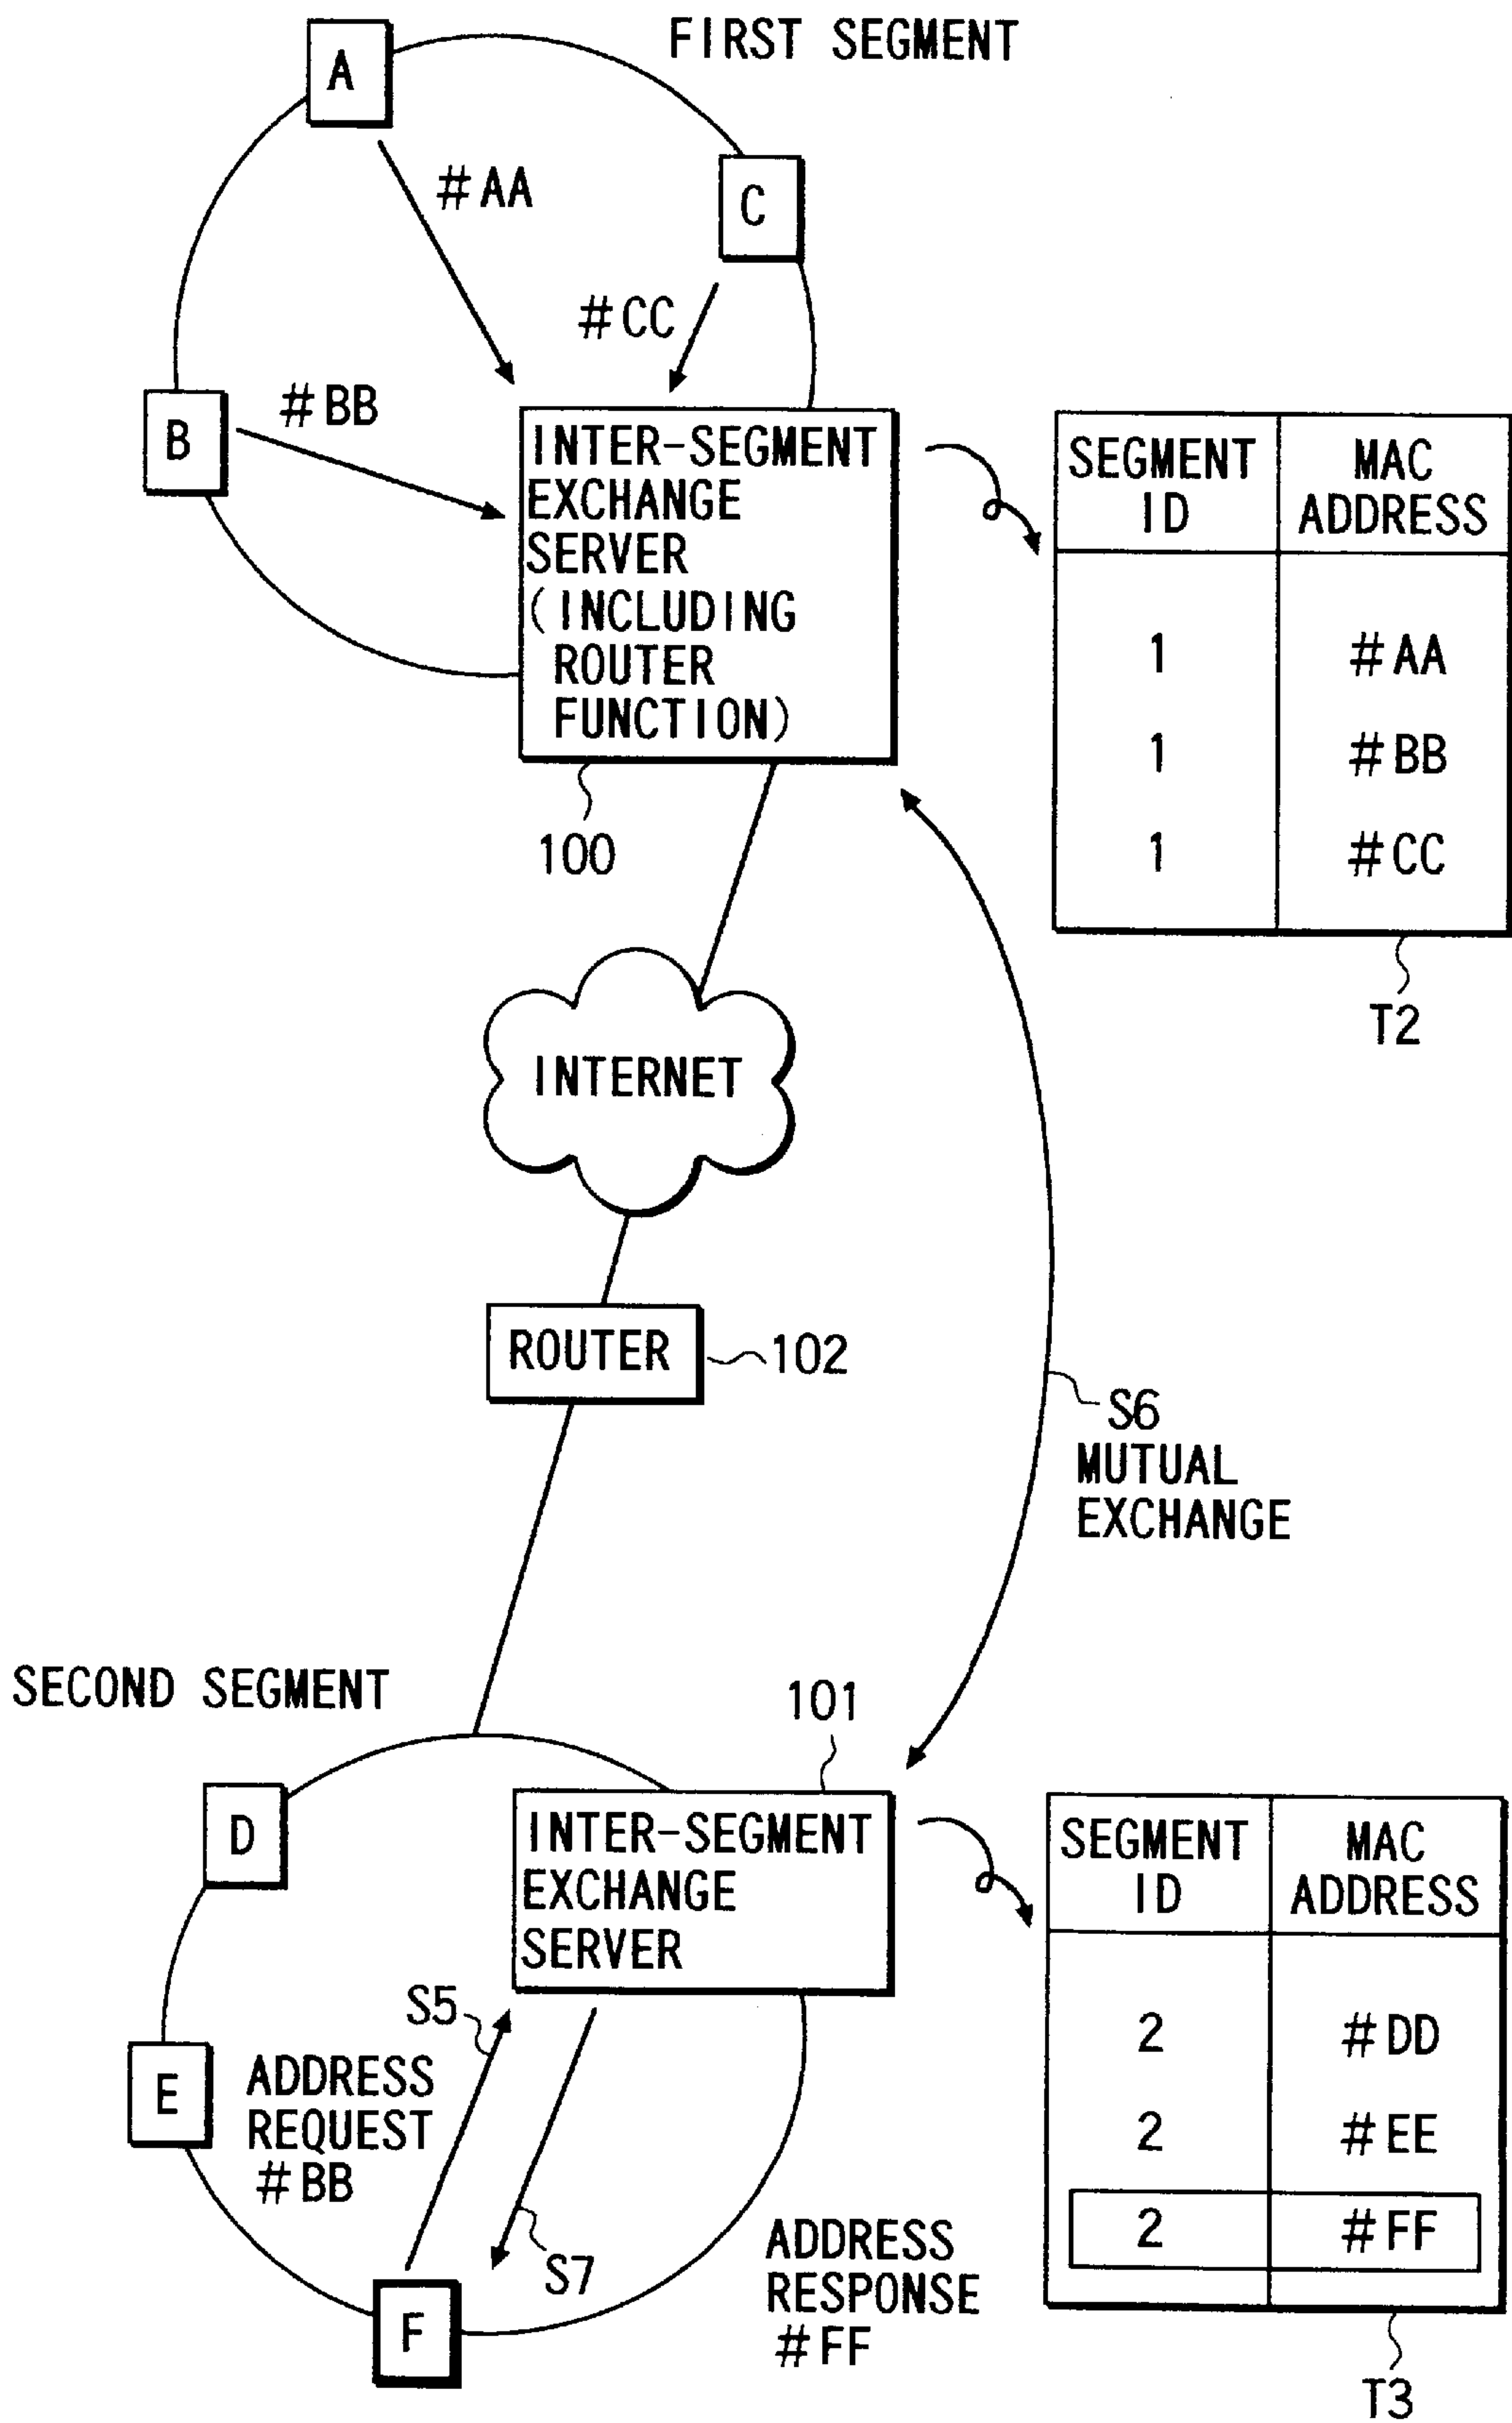 FIRST SEGMENT
A
#AA
C
#CC
B
#BB
INTER-SEGMENT
EXCHANGE
SERVER
(INCLUDING
ROUTER
FUNCTION)
100
SEGMENT ID
MAC ADDRESS
1 #AA
1 #BB
1 #CC
T2
INTERNET
ROUTER
102
S6
MUTUAL
EXCHANGE
SECOND SEGMENT
101
D
INTER-SEGMENT
EXCHANGE
SERVER
SEGMENT ID
MAC ADDRESS
2 #DD
2 #EE
2 #FF
T3
S5
E
ADDRESS
REQUEST
#BB
S7
ADDRESS
RESPONSE
#FF
F